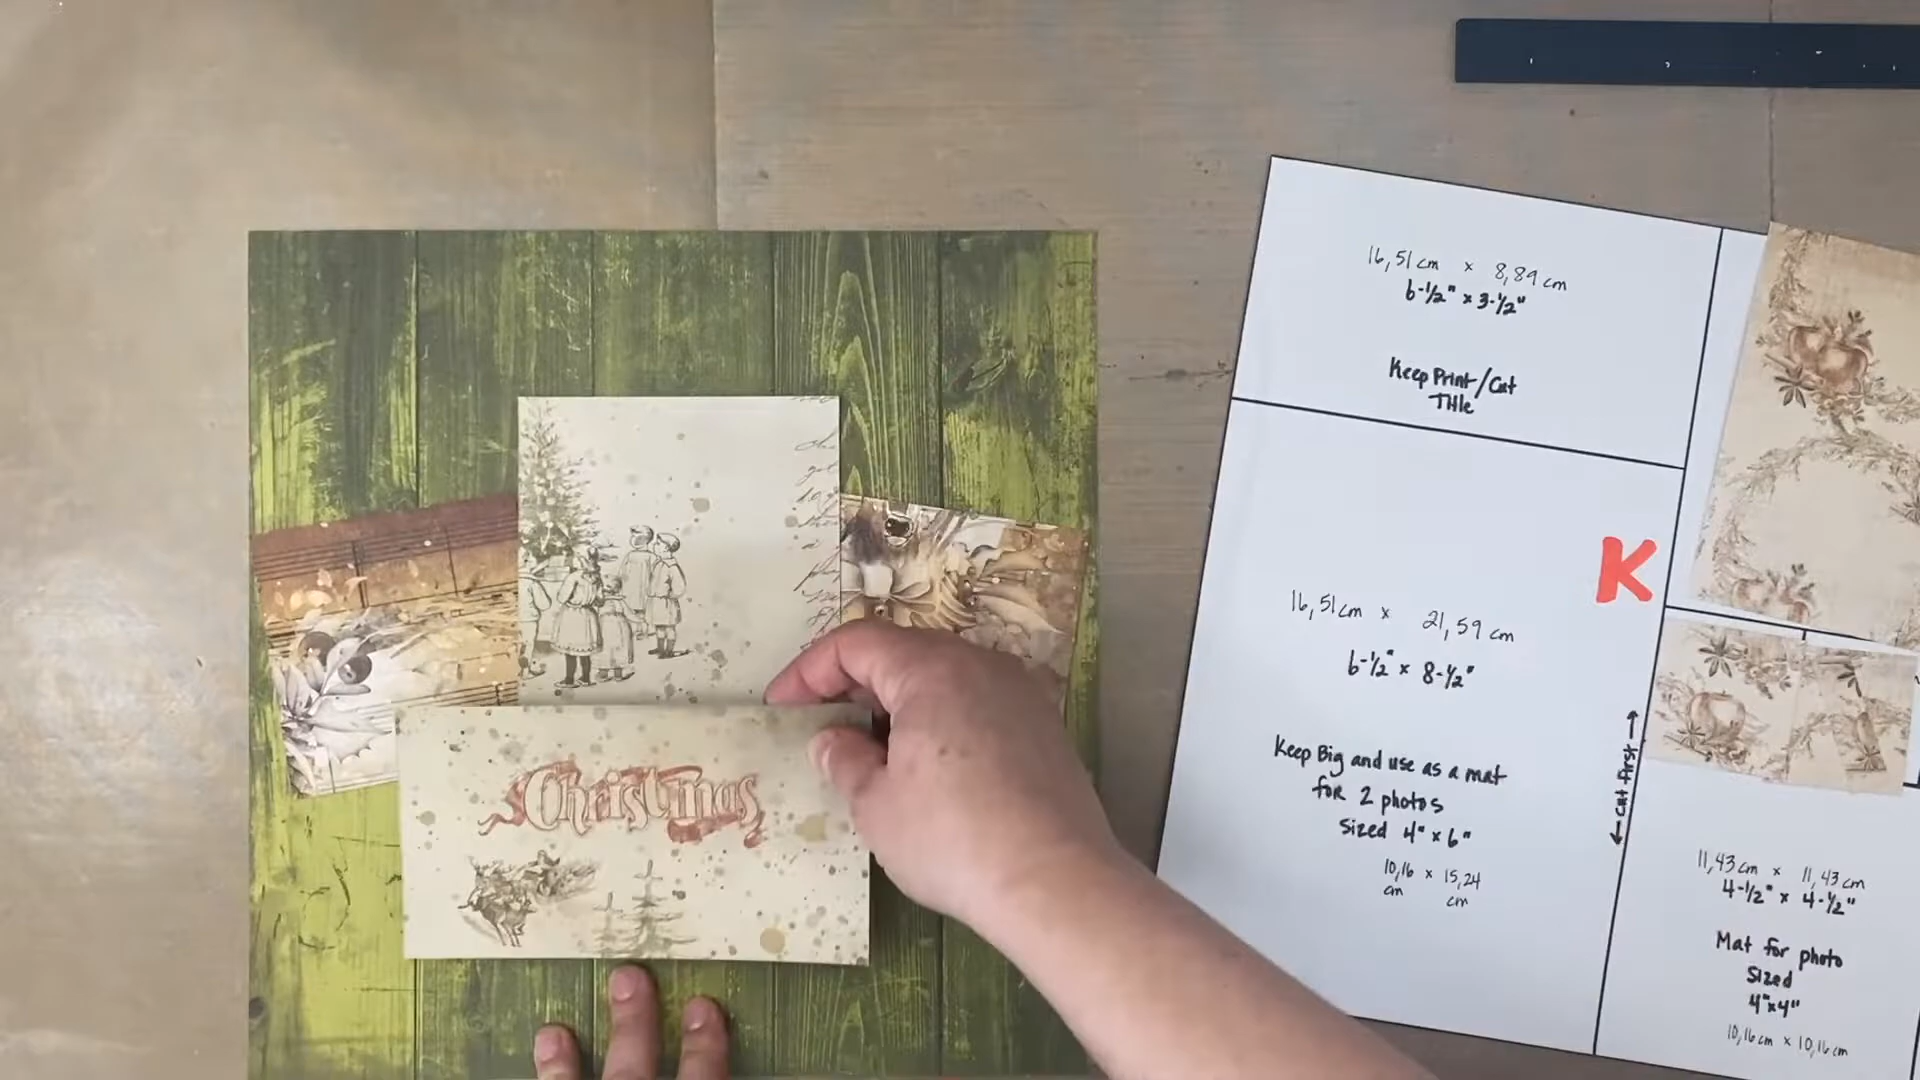 Christmas
16,51 cm x 8,89 cm
6-1/2" x 3-1/2"
Keep Print/Cut
Title
K
16,51 cm x 21,59 cm
6-1/2" x 8-1/2"
Keep Big and use as a mat
for 2 photos
Sized 4" x 6"
10,16 x 15,24
cm cm
← cut first →
11,43 cm x 11,43 cm
4-1/2" x 4-1/2"
Mat for photo
Sized
4"x4"
10,16 cm x 10,16 cm